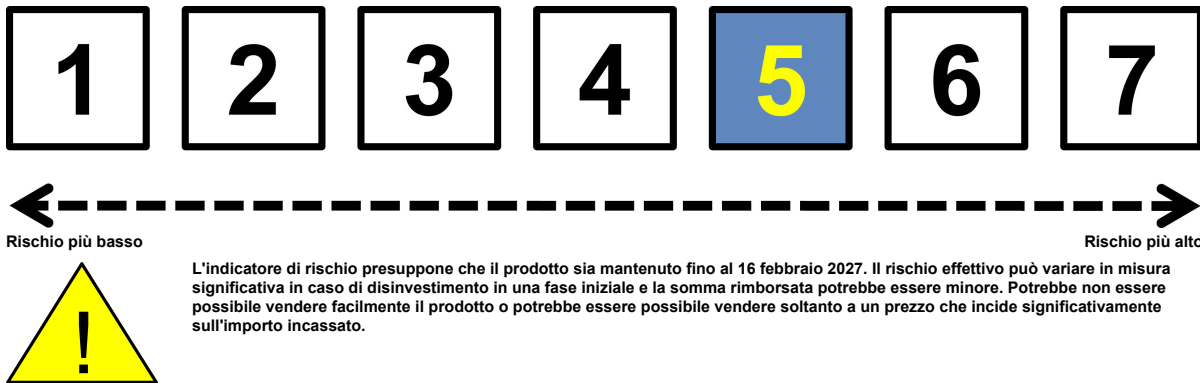 1 2 3 4 5 6 7
Rischio più basso Rischio più alto
L'indicatore di rischio presuppone che il prodotto sia mantenuto fino al 16 febbraio 2027. Il rischio effettivo può variare in misura
significativa in caso di disinvestimento in una fase iniziale e la somma rimborsata potrebbe essere minore. Potrebbe non essere
possibile vendere facilmente il prodotto o potrebbe essere possibile vendere soltanto a un prezzo che incide significativamente
sull'importo incassato.
!